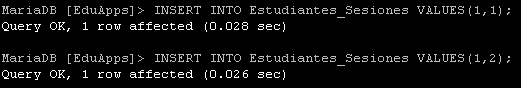 MariaDB [EduApps]> INSERT INTO Estudiantes_Sesiones VALUES(1,1);
Query OK, 1 row affected (0.028 sec)
MariaDB [EduApps]> INSERT INTO Estudiantes_Sesiones VALUES(1,2);
Query OK, 1 row affected (0.026 sec)